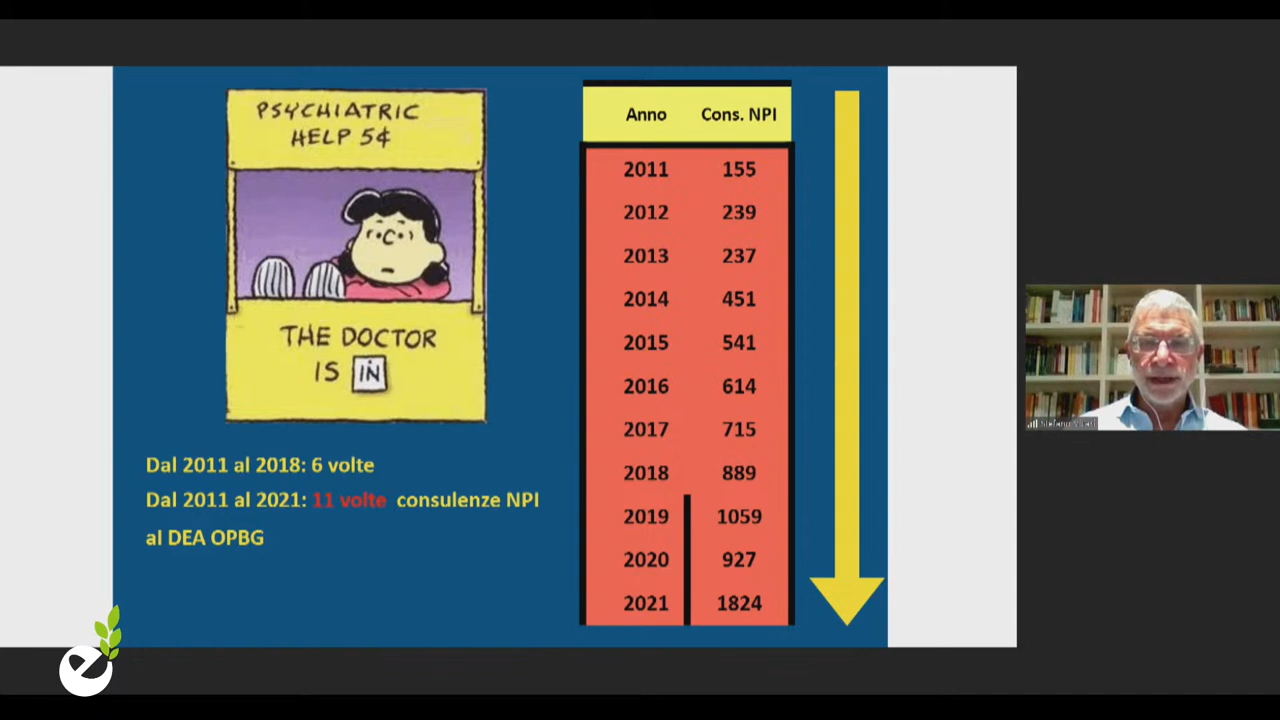 PSYCHIATRIC
HELP 5¢
THE DOCTOR
IS IN
Dal 2011 al 2018: 6 volte
Dal 2011 al 2021: 11 volte consulenze NPI
al DEA OPBG
Anno Cons. NPI
2011 155
2012 239
2013 237
2014 451
2015 541
2016 614
2017 715
2018 889
2019 1059
2020 927
2021 1824
Stefano Vicari
e